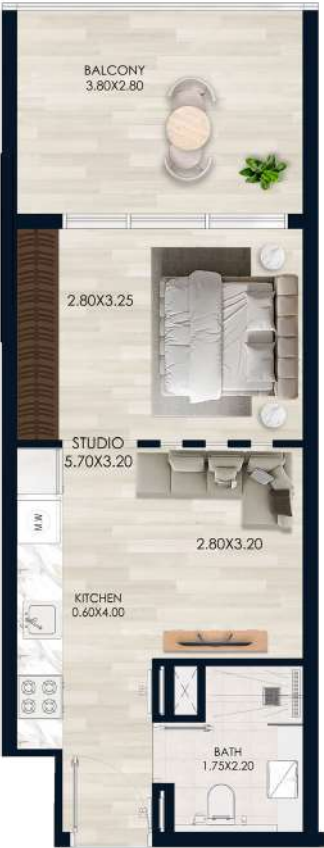 BALCONY
3.80X2.80
2.80X3.25
STUDIO
5.70X3.20
M.W
2.80X3.20
KITCHEN
0.60X4.00
BATH
1.75X2.20